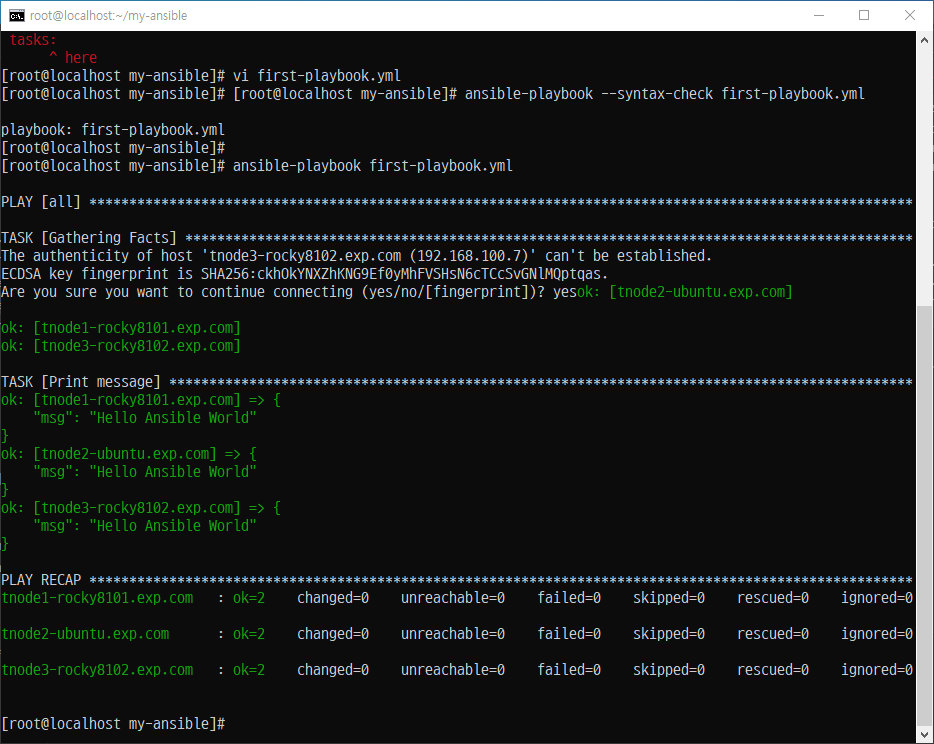 root@localhost:~/my-ansible
tasks:
^ here
[root@localhost my-ansible]# vi first-playbook.yml
[root@localhost my-ansible]# [root@localhost my-ansible]# ansible-playbook --syntax-check first-playbook.yml
playbook: first-playbook.yml
[root@localhost my-ansible]#
[root@localhost my-ansible]# ansible-playbook first-playbook.yml
PLAY [all] *******************************************************************************************************
TASK [Gathering Facts] *******************************************************************************************
The authenticity of host 'tnode3-rocky8102.exp.com (192.168.100.7)' can't be established.
ECDSA key fingerprint is SHA256:ckhOkYNXZhKNG9Ef0yMhFVSHsN6cTCcSvGNlMQptqas.
Are you sure you want to continue connecting (yes/no/[fingerprint])? yesok: [tnode2-ubuntu.exp.com]
ok: [tnode1-rocky8101.exp.com]
ok: [tnode3-rocky8102.exp.com]
TASK [Print message] *********************************************************************************************
ok: [tnode1-rocky8101.exp.com] => {
"msg": "Hello Ansible World"
}
ok: [tnode2-ubuntu.exp.com] => {
"msg": "Hello Ansible World"
}
ok: [tnode3-rocky8102.exp.com] => {
"msg": "Hello Ansible World"
}
PLAY RECAP *******************************************************************************************************
tnode1-rocky8101.exp.com : ok=2 changed=0 unreachable=0 failed=0 skipped=0 rescued=0 ignored=0
tnode2-ubuntu.exp.com : ok=2 changed=0 unreachable=0 failed=0 skipped=0 rescued=0 ignored=0
tnode3-rocky8102.exp.com : ok=2 changed=0 unreachable=0 failed=0 skipped=0 rescued=0 ignored=0
[root@localhost my-ansible]#